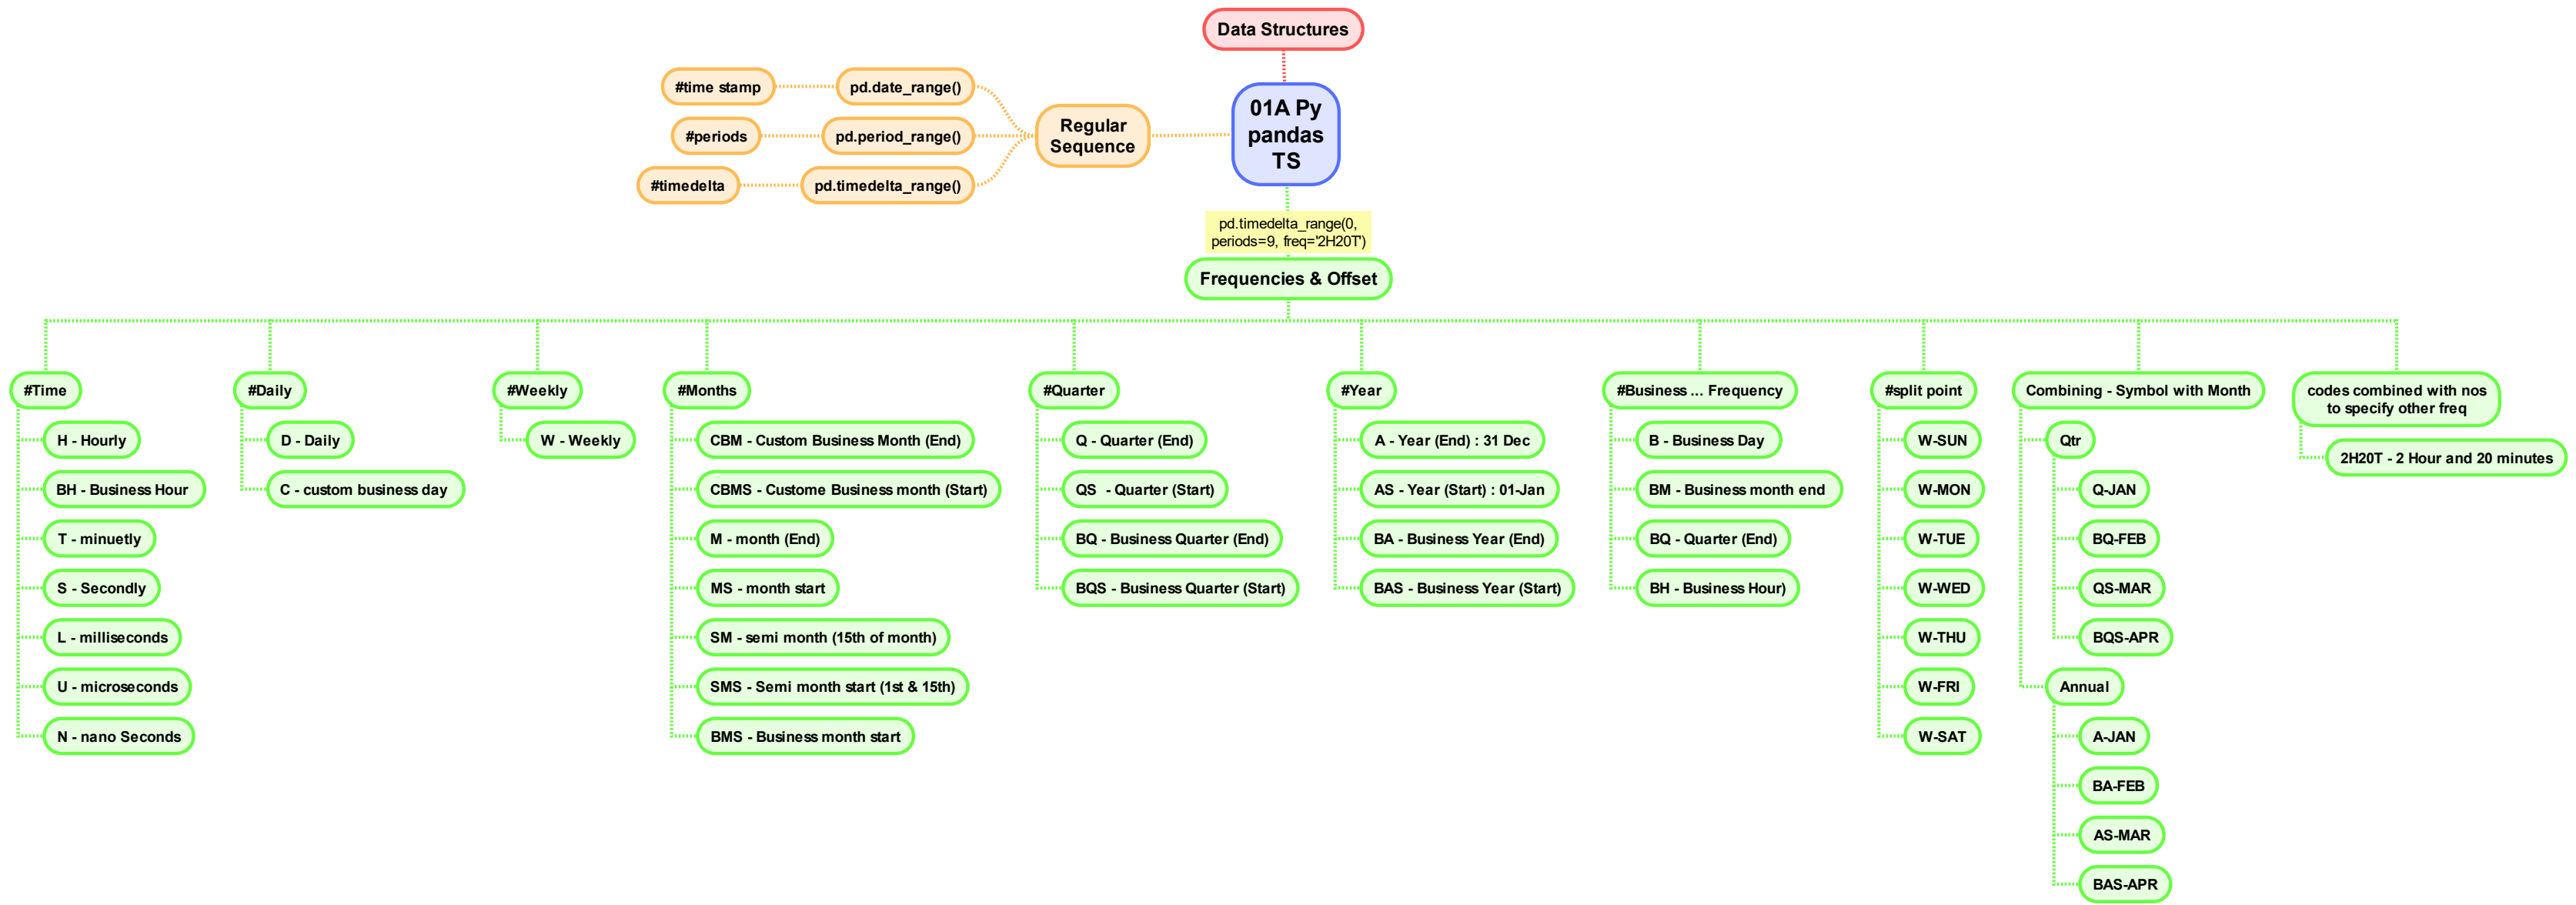 Data Structures
#time stamp
pd.date_range()
#periods
pd.period_range()
#timedelta
pd.timedelta_range()
Regular
Sequence
01A Py
pandas
TS
pd.timedelta_range(0,
periods=9, freq='2H20T')
Frequencies & Offset
#Time
H - Hourly
BH - Business Hour
T - minuetly
S - Secondly
L - milliseconds
U - microseconds
N - nano Seconds
#Daily
D - Daily
C - custom business day
#Weekly
W - Weekly
#Months
CBM - Custom Business Month (End)
CBMS - Custome Business month (Start)
M - month (End)
MS - month start
SM - semi month (15th of month)
SMS - Semi month start (1st & 15th)
BMS - Business month start
#Quarter
Q - Quarter (End)
QS - Quarter (Start)
BQ - Business Quarter (End)
BQS - Business Quarter (Start)
#Year
A - Year (End) : 31 Dec
AS - Year (Start) : 01-Jan
BA - Business Year (End)
BAS - Business Year (Start)
#Business ... Frequency
B - Business Day
BM - Business month end
BQ - Quarter (End)
BH - Business Hour)
#split point
W-SUN
W-MON
W-TUE
W-WED
W-THU
W-FRI
W-SAT
Combining - Symbol with Month
Qtr
Q-JAN
BQ-FEB
QS-MAR
BQS-APR
Annual
A-JAN
BA-FEB
AS-MAR
BAS-APR
codes combined with nos
to specify other freq
2H20T - 2 Hour and 20 minutes